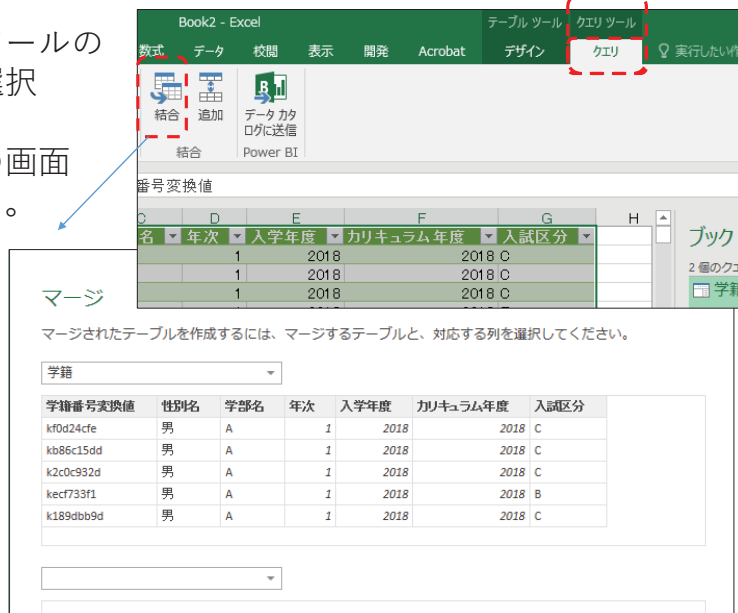 ールの
選択
画面
。
Book2 - Excel
テーブル ツール クエリ ツール
数式 データ 校閲 表示 開発 Acrobat デザイン クエリ 実行したい作
結合 追加 データ カタ
ログに送信
結合 Power BI
番号変換値
C D E F G H
名 年次 入学年度 カリキュラム年度 入試区分
1 2018 2018 C
1 2018 2018 C
1 2018 2018 C
ブック
2 個のクエ
学籍
マージ
マージされたテーブルを作成するには、マージするテーブルと、対応する列を選択してください。
学籍
学籍番号変換値 性別名 学部名 年次 入学年度 カリキュラム年度 入試区分
kf0d24cfe 男 A 1 2018 2018 C
kb86c15dd 男 A 1 2018 2018 C
k2c0c932d 男 A 1 2018 2018 C
kecf733f1 男 A 1 2018 2018 B
k189dbb9d 男 A 1 2018 2018 C